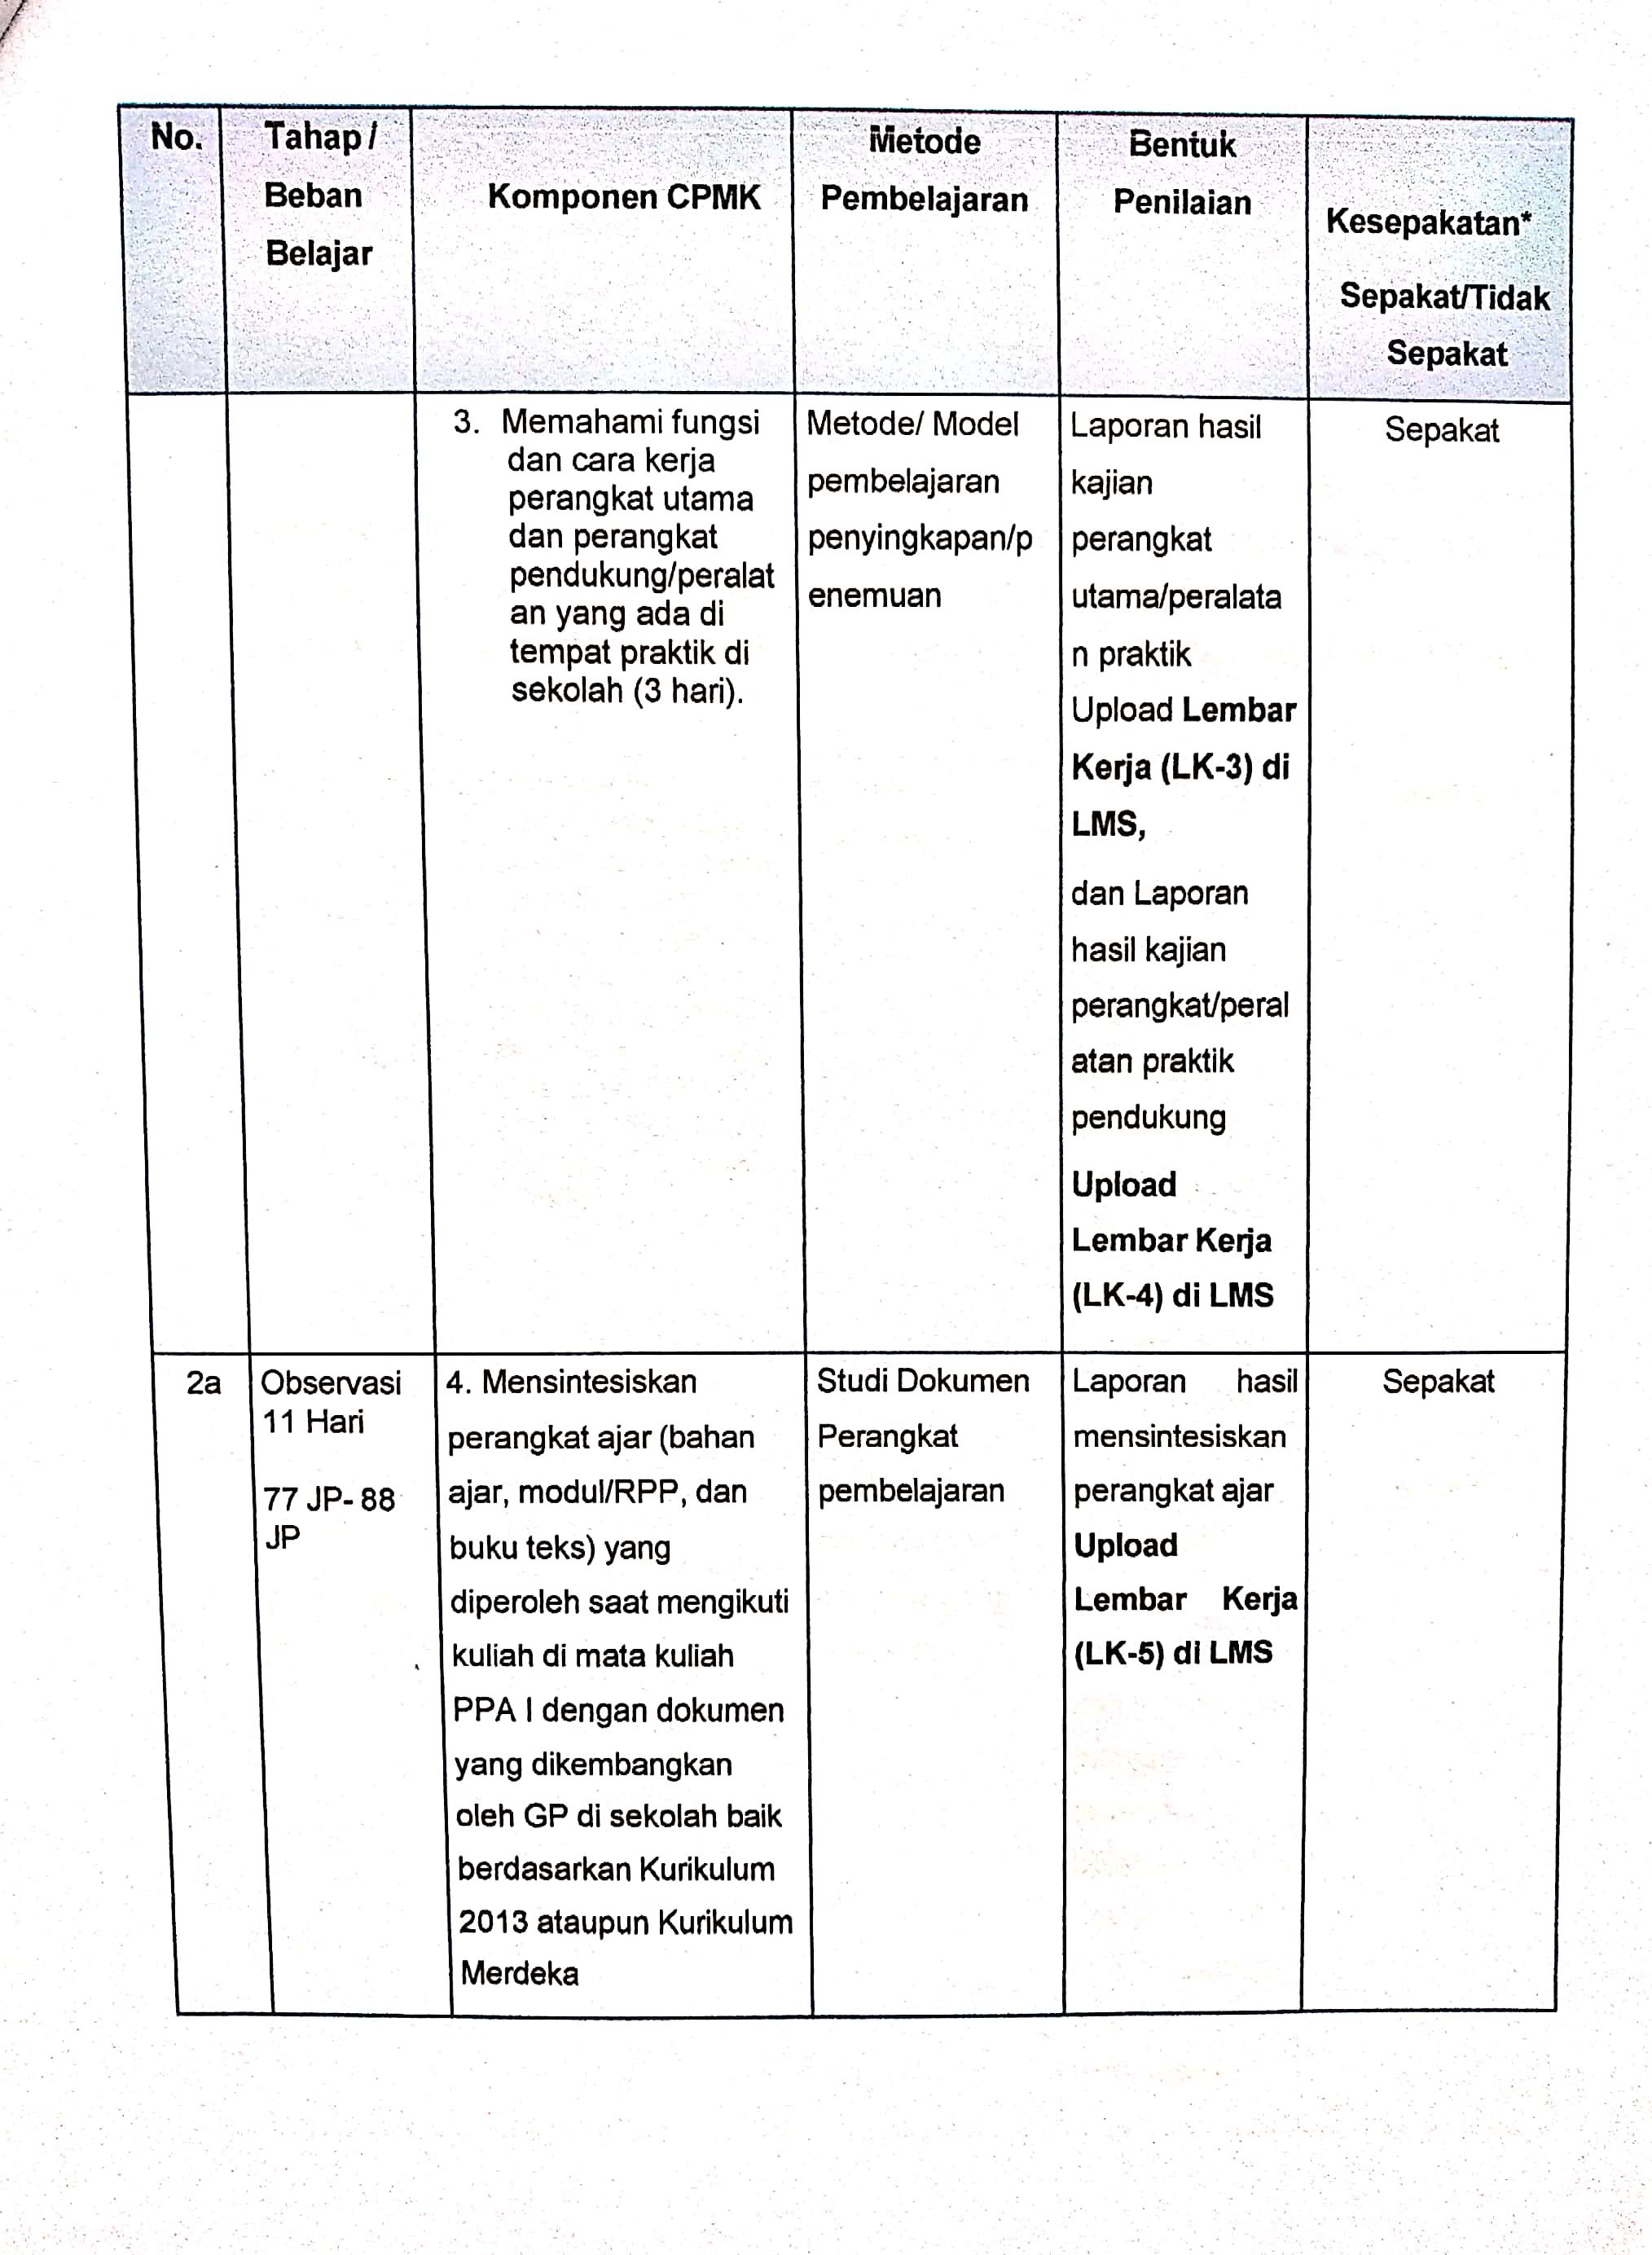 No.
Tahap /
Beban
Belajar
Komponen CPMK
Metode
Pembelajaran
Bentuk
Penilaian
Kesepakatan*
Sepakat/Tidak
Sepakat
3. Memahami fungsi
dan cara kerja
perangkat utama
dan perangkat
pendukung/peralat
an yang ada di
tempat praktik di
sekolah (3 hari).
Metode/ Model
pembelajaran
penyingkapan/p
enemuan
Laporan hasil
kajian
perangkat
utama/peralata
n praktik
Upload Lembar
Kerja (LK-3) di
LMS,
dan Laporan
hasil kajian
perangkat/peral
atan praktik
pendukung
Upload
Lembar Kerja
(LK-4) di LMS
Sepakat
2a
Observasi
11 Hari
77 JP- 88
JP
4. Mensintesiskan
perangkat ajar (bahan
ajar, modul/RPP, dan
buku teks) yang
diperoleh saat mengikuti
kuliah di mata kuliah
PPA I dengan dokumen
yang dikembangkan
oleh GP di sekolah baik
berdasarkan Kurikulum
2013 ataupun Kurikulum
Merdeka
Studi Dokumen
Perangkat
pembelajaran
Laporan hasil
mensintesiskan
perangkat ajar
Upload
Lembar Kerja
(LK-5) di LMS
Sepakat